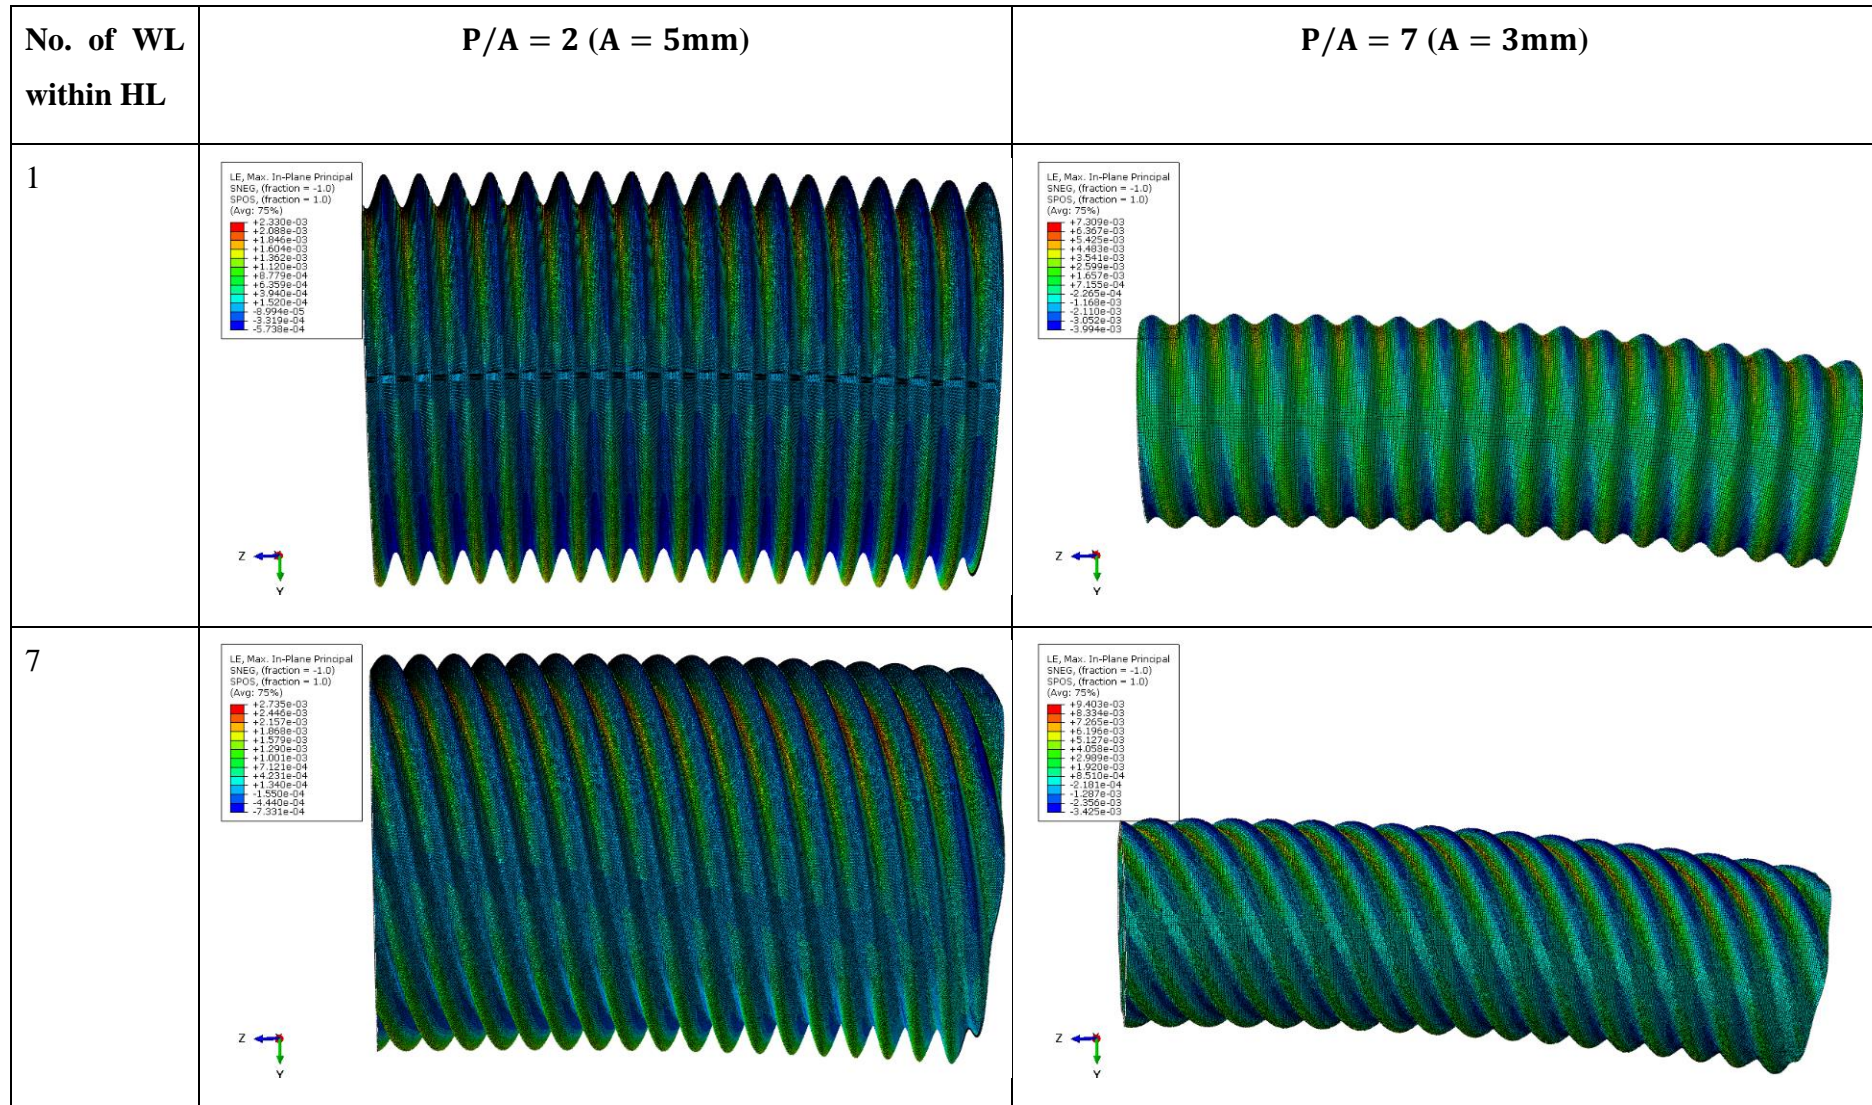 No. of WL
within HL
P/A = 2 (A = 5mm)
P/A = 7 (A = 3mm)
1
LE, Max. In-Plane Principal
SNEG, (fraction = -1.0)
SPOS, (fraction = 1.0)
(Avg: 75%)
+2.330e-03
+2.088e-03
+1.846e-03
+1.604e-03
+1.362e-03
+1.120e-03
+8.779e-04
+6.359e-04
+3.940e-04
+1.520e-04
-8.994e-05
-3.319e-04
-5.738e-04
Z
Y
LE, Max. In-Plane Principal
SNEG, (fraction = -1.0)
SPOS, (fraction = 1.0)
(Avg: 75%)
+7.309e-03
+6.367e-03
+5.425e-03
+4.483e-03
+3.541e-03
+2.599e-03
+1.657e-03
+7.155e-04
-2.265e-04
-1.168e-03
-2.110e-03
-3.052e-03
-3.994e-03
Z
Y
7
LE, Max. In-Plane Principal
SNEG, (fraction = -1.0)
SPOS, (fraction = 1.0)
(Avg: 75%)
+2.735e-03
+2.446e-03
+2.157e-03
+1.868e-03
+1.579e-03
+1.290e-03
+1.001e-03
+7.121e-04
+4.231e-04
+1.340e-04
-1.550e-04
-4.440e-04
-7.331e-04
Z
Y
LE, Max. In-Plane Principal
SNEG, (fraction = -1.0)
SPOS, (fraction = 1.0)
(Avg: 75%)
+9.403e-03
+8.334e-03
+7.265e-03
+6.196e-03
+5.127e-03
+4.058e-03
+2.989e-03
+1.920e-03
+8.510e-04
-2.181e-04
-1.287e-03
-2.356e-03
-3.425e-03
Z
Y